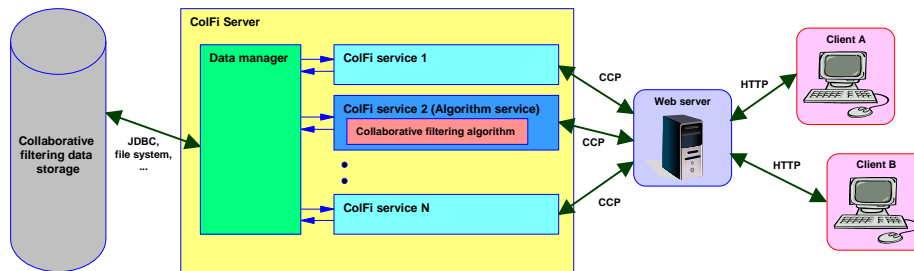 ColFi Server
Data manager
ColFi service 1
ColFi service 2 (Algorithm service)
Collaborative filtering algorithm
ColFi service N
Collaborative
filtering data
storage
JDBC,
file system,
...
CCP
CCP
CCP
Web server
HTTP
HTTP
Client A
Client B